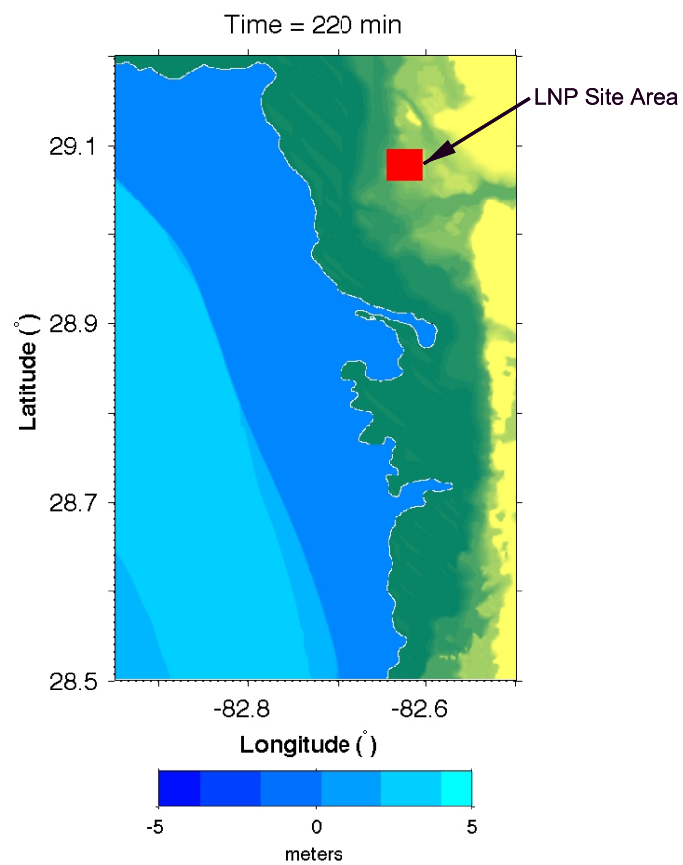 Time = 220 min
LNP Site Area
29.1
28.9
28.7
28.5
Latitude (°)
-82.8 -82.6
Longitude (°)
-5 0 5
meters